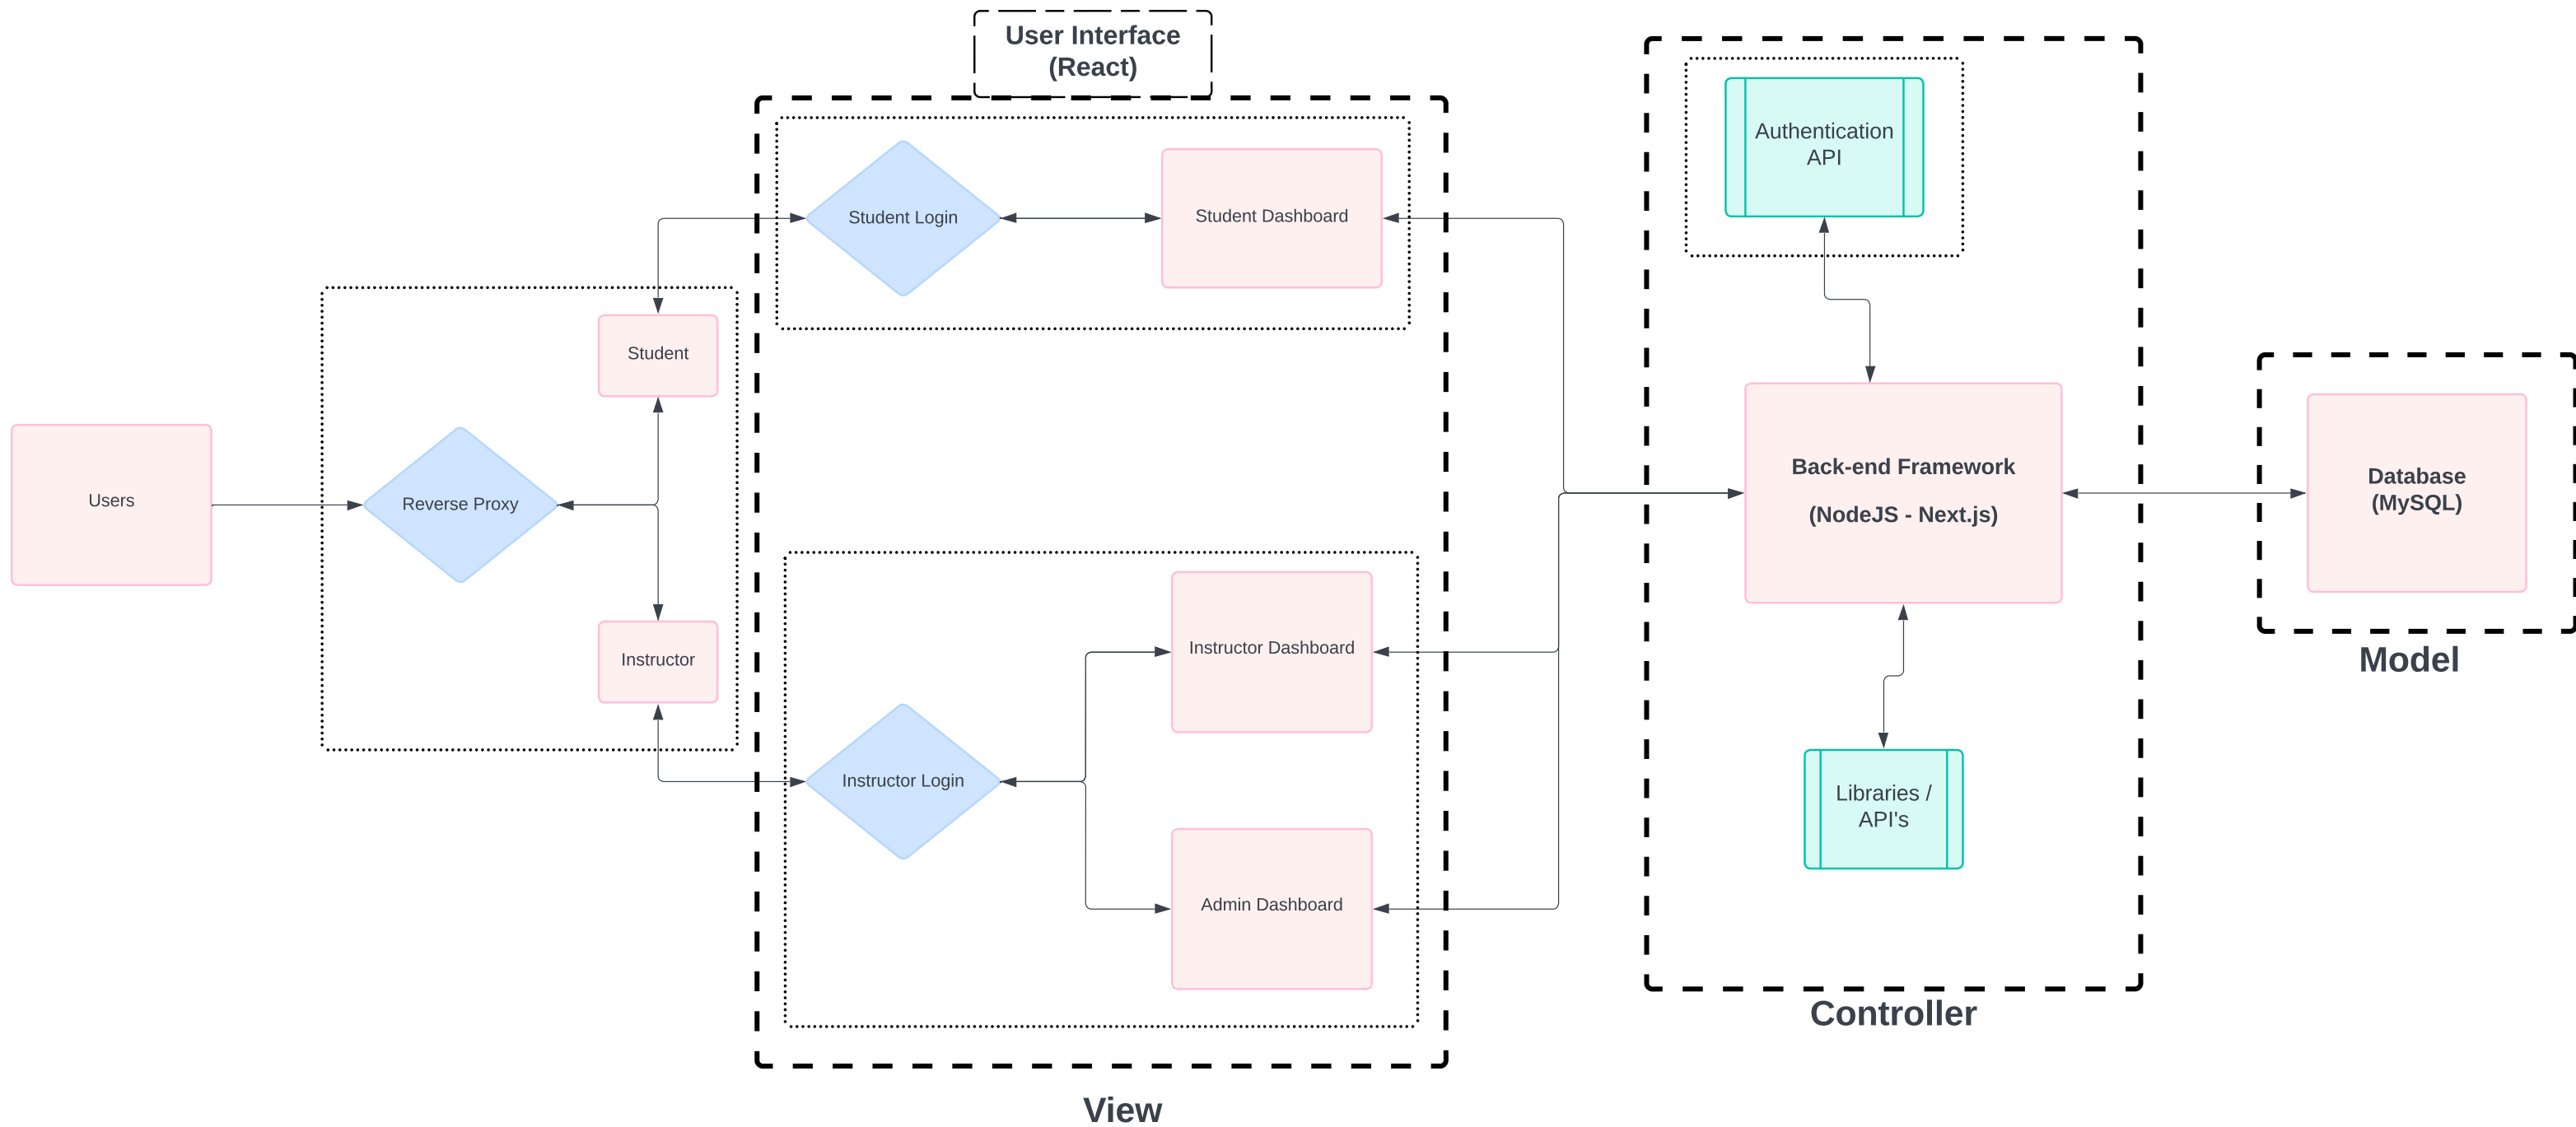 User Interface
(React)
Authentication
API
Student Login
Student Dashboard
Student
Users
Reverse Proxy
Back-end Framework
(NodeJS - Next.js)
Database
(MySQL)
Instructor
Instructor Dashboard
Model
Instructor Login
Libraries /
API's
Admin Dashboard
Controller
View